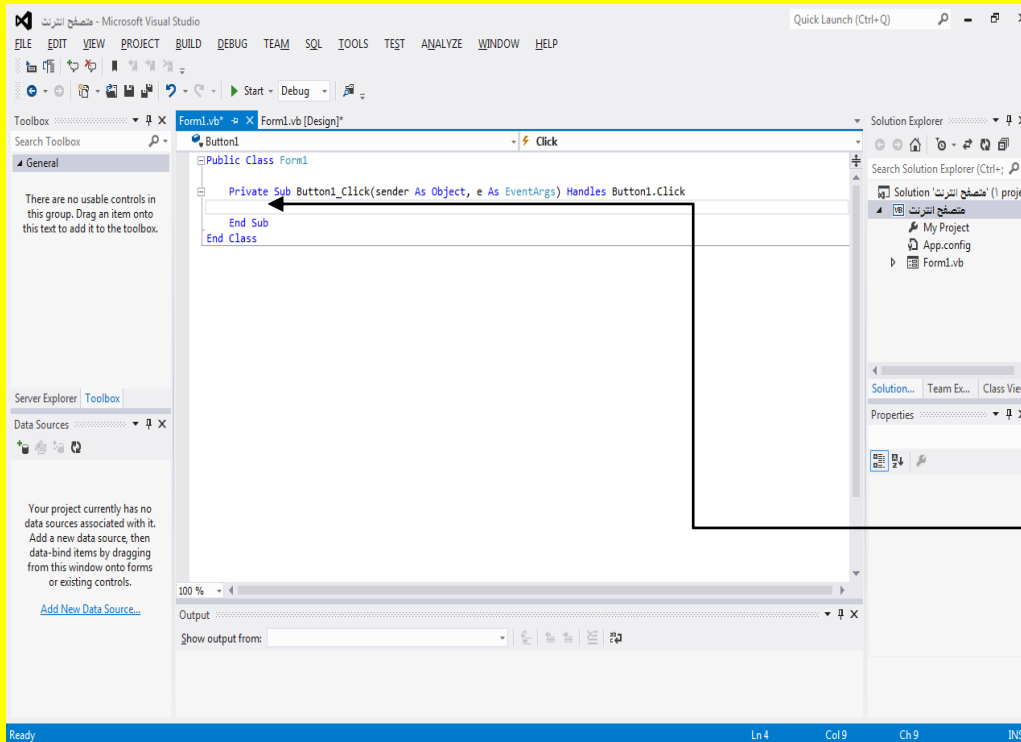 متصفح انترنت - Microsoft Visual Studio
Quick Launch (Ctrl+Q)
FILE EDIT VIEW PROJECT BUILD DEBUG TEAM SQL TOOLS TEST ANALYZE WINDOW HELP
Start Debug
Toolbox
Search Toolbox
General
There are no usable controls in
this group. Drag an item onto
this text to add it to the toolbox.
Server Explorer Toolbox
Data Sources
Your project currently has no
data sources associated with it.
Add a new data source, then
data-bind items by dragging
from this window onto forms
or existing controls.
Add New Data Source...
Form1.vb* Form1.vb [Design]*
Button1 Click
Public Class Form1
Private Sub Button1_Click(sender As Object, e As EventArgs) Handles Button1.Click
End Sub
End Class
100 %
Output
Show output from:
Solution Explorer
Search Solution Explorer (Ctrl+;
Solution 'متصفح انترنت' (١ proje
متصفح انترنت
My Project
App.config
Form1.vb
Solution... Team Ex... Class Vie
Properties
Ready Ln 4 Col 9 Ch 9 INS